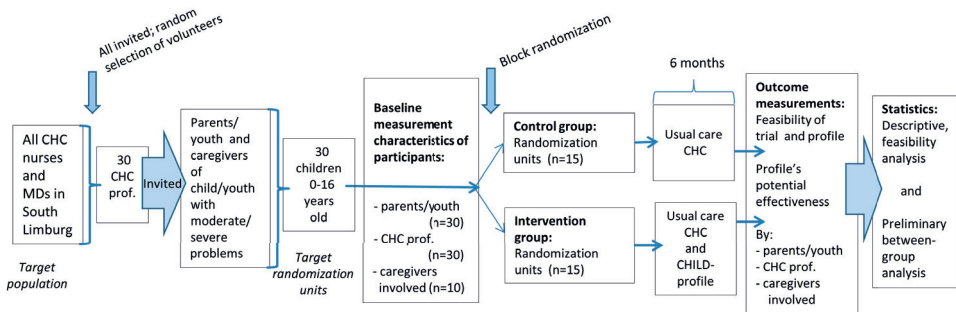 All invited; random
selection of volunteers
All CHC
nurses
and
MDs in
South
Limburg
Target
population
30
CHC
prof.
Invited
Parents/
youth and
caregivers
of
child/youth
with
moderate/
severe
problems
30
children
0-16
years
old
Target
randomization
units
Baseline
measurement
characteristics of
participants:
- parents/youth
(n=30)
- CHC prof.
(n=30)
- caregivers
involved (n=10)
Block randomization
Control group:
Randomization
units (n=15)
Intervention
group:
Randomization
units (n=15)
6 months
Usual care
CHC
Usual care
CHC
and
CHILD-
profile
Outcome
measurements:
Feasibility of
trial and profile
Profile's
potential
effectiveness
By:
- parents/youth
- CHC prof.
- caregivers
involved
Statistics:
Descriptive,
feasibility
analysis
and
Preliminary
between-
group
analysis